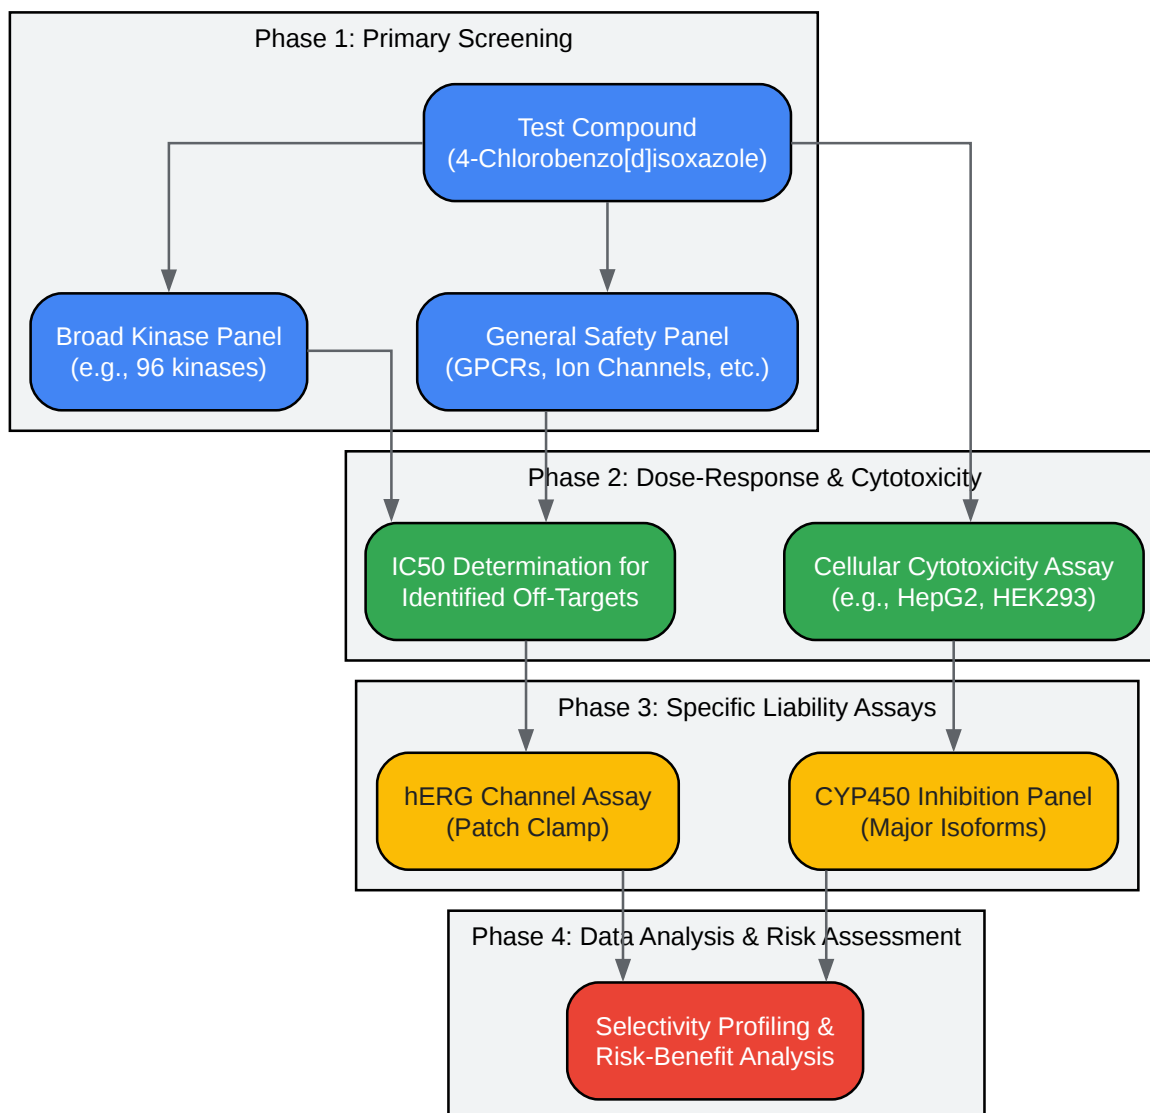 Phase 1: Primary Screening
Test Compound
(4-Chlorobenzo[d]isoxazole)
Broad Kinase Panel
(e.g., 96 kinases)
General Safety Panel
(GPCRs, Ion Channels, etc.)
Phase 2: Dose-Response & Cytotoxicity
IC50 Determination for
Identified Off-Targets
Cellular Cytotoxicity Assay
(e.g., HepG2, HEK293)
Phase 3: Specific Liability Assays
hERG Channel Assay
(Patch Clamp)
CYP450 Inhibition Panel
(Major Isoforms)
Phase 4: Data Analysis & Risk Assessment
Selectivity Profiling &
Risk-Benefit Analysis